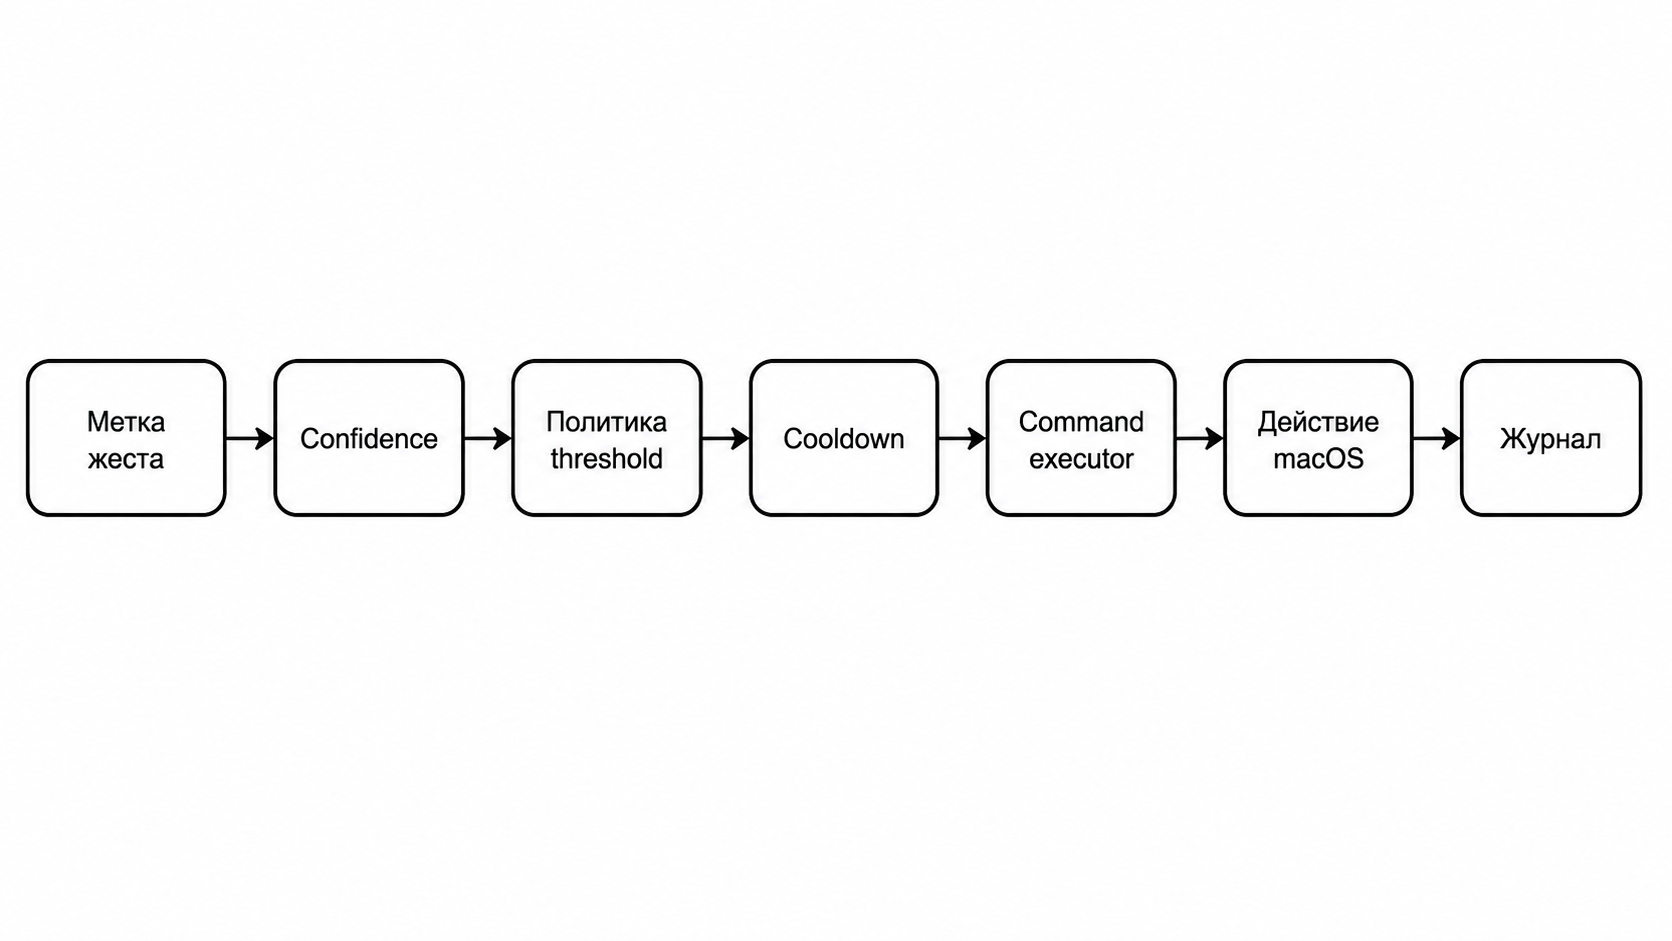 Метка
жеста
Confidence
Политика
threshold
Cooldown
Command
executor
Действие
macOS
Журнал